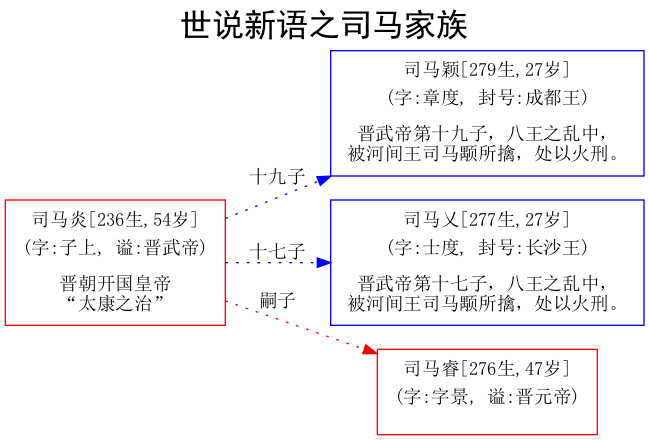 世说新语之司马家族
司马颖[279生,27岁]
(字:章度, 封号:成都王)
晋武帝第十九子，八王之乱中，
被河间王司马颙所擒，处以火刑。
十九子
司马炎[236生,54岁]
(字:子上, 谥:晋武帝)
晋朝开国皇帝
“太康之治”
十七子
司马乂[277生,27岁]
(字:士度, 封号:长沙王)
晋武帝第十七子，八王之乱中，
被河间王司马颙所擒，处以火刑。
嗣子
司马睿[276生,47岁]
(字:字景, 谥:晋元帝)